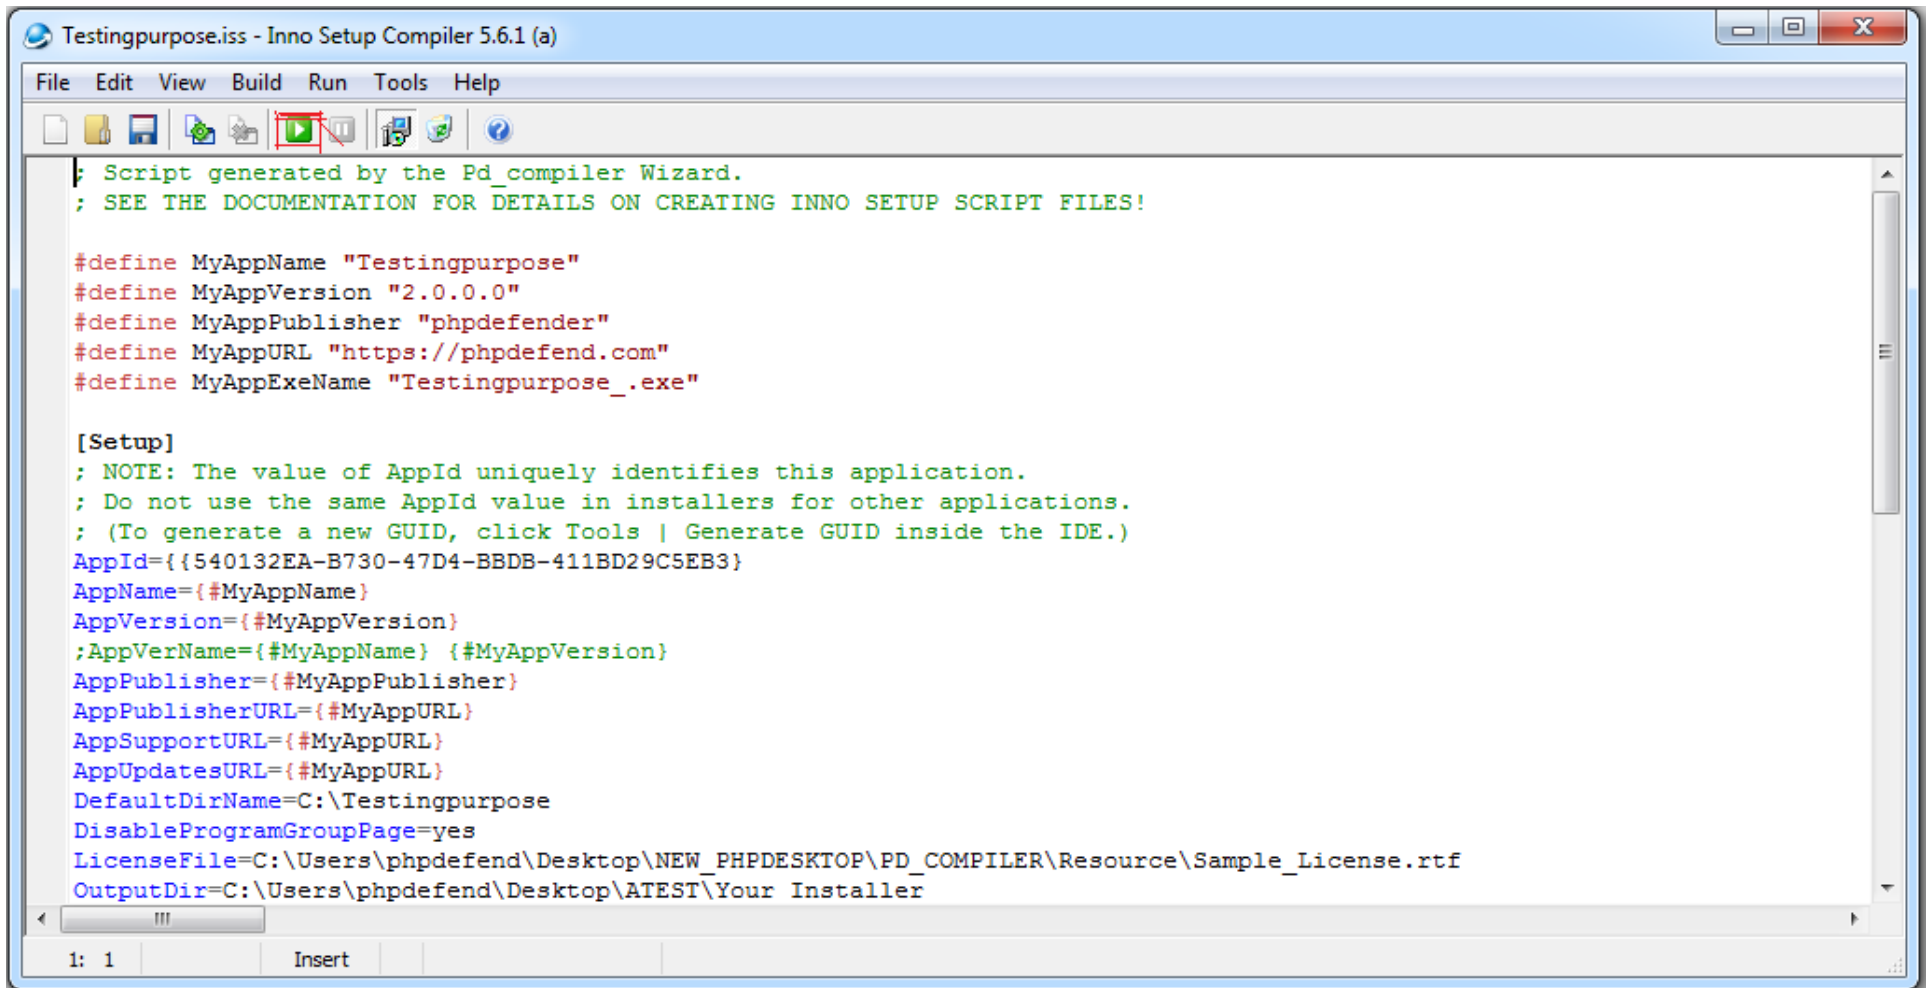 Testingpurpose.iss - Inno Setup Compiler 5.6.1 (a)
File Edit View Build Run Tools Help
; Script generated by the Pd_compiler Wizard.
; SEE THE DOCUMENTATION FOR DETAILS ON CREATING INNO SETUP SCRIPT FILES!
#define MyAppName "Testingpurpose"
#define MyAppVersion "2.0.0.0"
#define MyAppPublisher "phpdefender"
#define MyAppURL "https://phpdefend.com"
#define MyAppExeName "Testingpurpose_.exe"
[Setup]
; NOTE: The value of AppId uniquely identifies this application.
; Do not use the same AppId value in installers for other applications.
; (To generate a new GUID, click Tools | Generate GUID inside the IDE.)
AppId={{540132EA-B730-47D4-BBDB-411BD29C5EB3}
AppName={#MyAppName}
AppVersion={#MyAppVersion}
;AppVerName={#MyAppName} {#MyAppVersion}
AppPublisher={#MyAppPublisher}
AppPublisherURL={#MyAppURL}
AppSupportURL={#MyAppURL}
AppUpdatesURL={#MyAppURL}
DefaultDirName=C:\Testingpurpose
DisableProgramGroupPage=yes
LicenseFile=C:\Users\phpdefend\Desktop\NEW_PHPDESKTOP\PD_COMPILER\Resource\Sample_License.rtf
OutputDir=C:\Users\phpdefend\Desktop\ATEST\Your Installer
1: 1 Insert